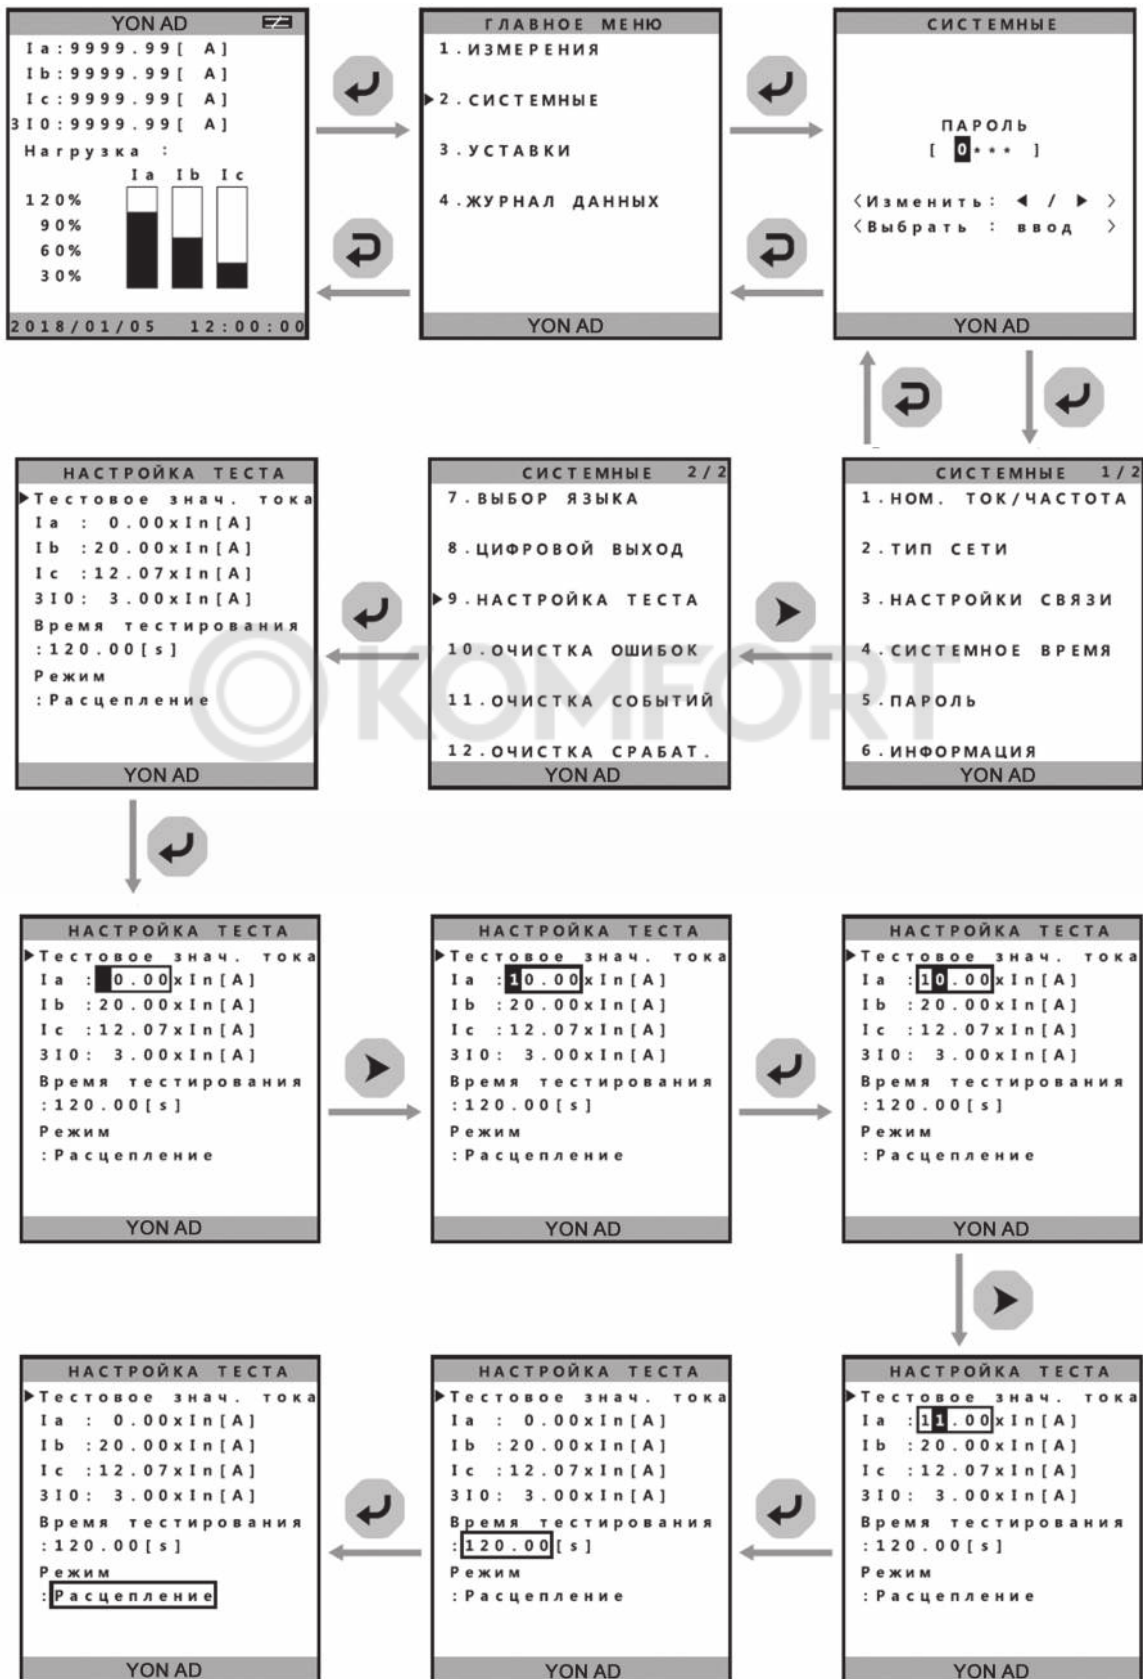 YON AD
Ia:9999.99[ A]
Ib:9999.99[ A]
Ic:9999.99[ A]
3I0:9999.99[ A]
Нагрузка :
Ia Ib Ic
120%
90%
60%
30%
2018/01/05 12:00:00
ГЛАВНОЕ МЕНЮ
1.ИЗМЕРЕНИЯ
2.СИСТЕМНЫЕ
3.УСТАВКИ
4.ЖУРНАЛ ДАННЫХ
YON AD
СИСТЕМНЫЕ
ПАРОЛЬ
[ 0*** ]
<Изменить: ◀ / ▶ >
<Выбрать : ввод >
YON AD
НАСТРОЙКА ТЕСТА
▶Тестовое знач. тока
Ia : 0.00xIn[A]
Ib :20.00xIn[A]
Ic :12.07xIn[A]
3I0: 3.00xIn[A]
Время тестирования
:120.00[s]
Режим
:Расцепление
YON AD
СИСТЕМНЫЕ 2/2
7.ВЫБОР ЯЗЫКА
8.ЦИФРОВОЙ ВЫХОД
▶9.НАСТРОЙКА ТЕСТА
10.ОЧИСТКА ОШИБОК
11.ОЧИСТКА СОБЫТИЙ
12.ОЧИСТКА СРАБАТ.
YON AD
СИСТЕМНЫЕ 1/2
1.НОМ. ТОК/ЧАСТОТА
2.ТИП СЕТИ
3.НАСТРОЙКИ СВЯЗИ
4.СИСТЕМНОЕ ВРЕМЯ
5.ПАРОЛЬ
6.ИНФОРМАЦИЯ
YON AD
KOMFORT
НАСТРОЙКА ТЕСТА
▶Тестовое знач. тока
Ia : 0.00xIn[A]
Ib :20.00xIn[A]
Ic :12.07xIn[A]
3I0: 3.00xIn[A]
Время тестирования
:120.00[s]
Режим
:Расцепление
YON AD
НАСТРОЙКА ТЕСТА
▶Тестовое знач. тока
Ia :10.00xIn[A]
Ib :20.00xIn[A]
Ic :12.07xIn[A]
3I0: 3.00xIn[A]
Время тестирования
:120.00[s]
Режим
:Расцепление
YON AD
НАСТРОЙКА ТЕСТА
▶Тестовое знач. тока
Ia :10.00xIn[A]
Ib :20.00xIn[A]
Ic :12.07xIn[A]
3I0: 3.00xIn[A]
Время тестирования
:120.00[s]
Режим
:Расцепление
YON AD
НАСТРОЙКА ТЕСТА
▶Тестовое знач. тока
Ia : 0.00xIn[A]
Ib :20.00xIn[A]
Ic :12.07xIn[A]
3I0: 3.00xIn[A]
Время тестирования
:120.00[s]
Режим
:Расцепление
YON AD
НАСТРОЙКА ТЕСТА
▶Тестовое знач. тока
Ia : 0.00xIn[A]
Ib :20.00xIn[A]
Ic :12.07xIn[A]
3I0: 3.00xIn[A]
Время тестирования
:120.00[s]
Режим
:Расцепление
YON AD
НАСТРОЙКА ТЕСТА
▶Тестовое знач. тока
Ia :11.00xIn[A]
Ib :20.00xIn[A]
Ic :12.07xIn[A]
3I0: 3.00xIn[A]
Время тестирования
:120.00[s]
Режим
:Расцепление
YON AD